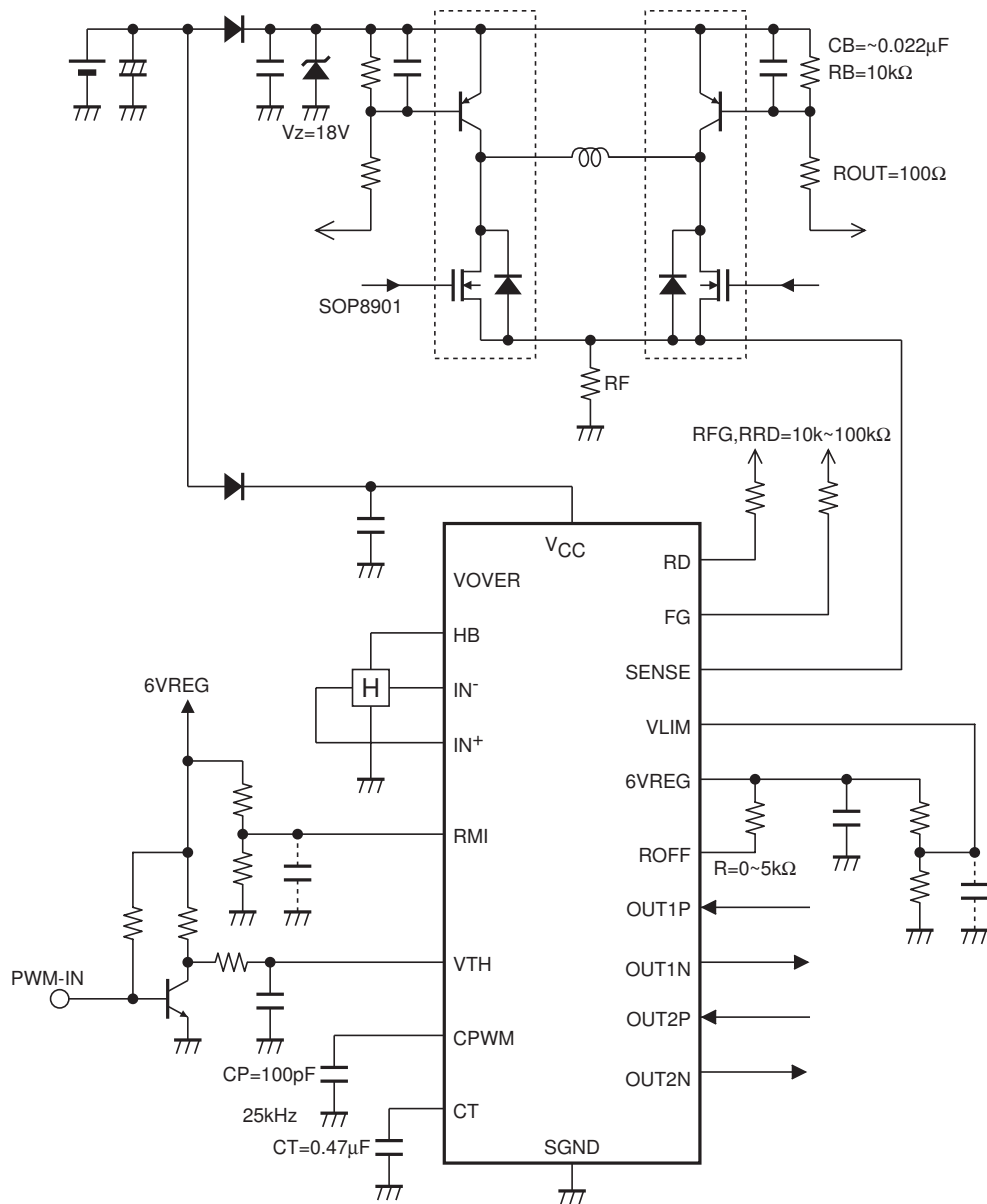 CB=~0.022µF
RB=10kΩ
Vz=18V
ROUT=100Ω
SOP8901
RF
RFG,RRD=10k~100kΩ
VCC
VOVER
RD
HB
FG
H
IN-
SENSE
6VREG
IN+
VLIM
6VREG
RMI
ROFF
R=0~5kΩ
OUT1P
VTH
OUT1N
PWM-IN
OUT2P
CPWM
CP=100pF
OUT2N
25kHz
CT
CT=0.47µF
SGND